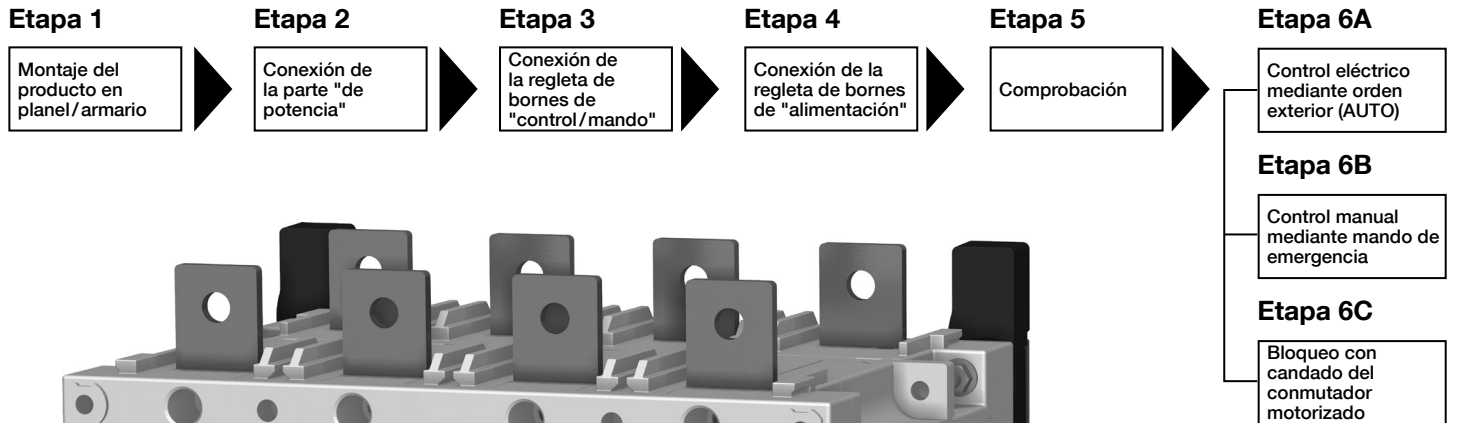 Etapa 1
Montaje del
producto en
planel/armario
Etapa 2
Conexión de
la parte "de
potencia"
Etapa 3
Conexión de
la regleta de
bornes de
"control/mando"
Etapa 4
Conexión de la
regleta de bornes
de "alimentación"
Etapa 5
Comprobación
Etapa 6A
Control eléctrico
mediante orden
exterior (AUTO)
Etapa 6B
Control manual
mediante mando de
emergencia
Etapa 6C
Bloqueo con
candado del
conmutador
motorizado